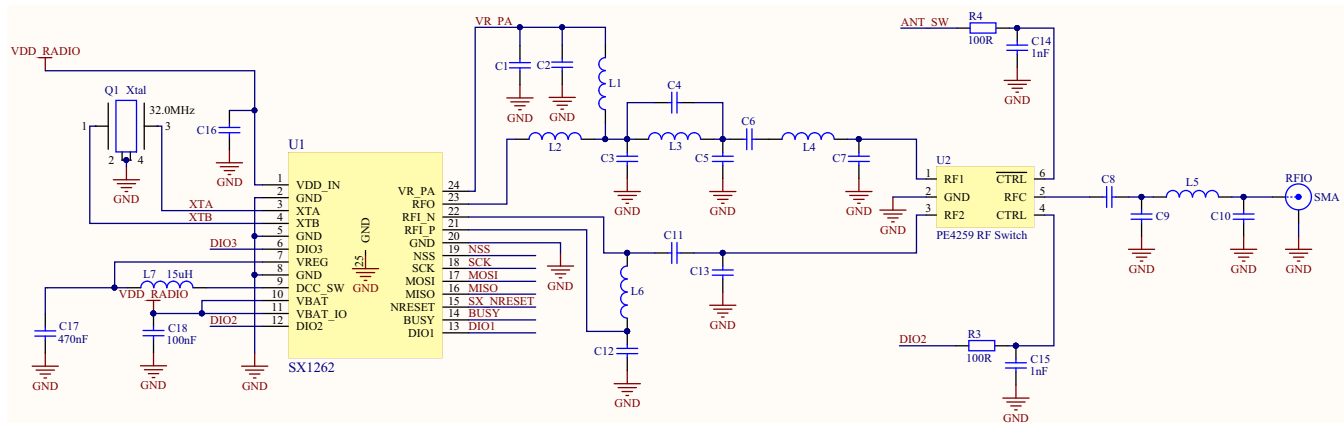 VR_PA
R4
ANT_SW
100R
C14
1nF
VDD_RADIO
C1
C2
L1
GND
GND
GND
C4
Q1 Xtal
32.0MHz
1
3
2
4
GND
C16
GND
C6
L2
L3
L4
C3
C5
C7
GND
GND
GND
U1
1
2
3
4
5
6
7
8
9
10
11
12
VDD_IN
GND
XTA
XTB
GND
DIO3
VREG
GND
DCC_SW
VBAT
VBAT_IO
DIO2
GND
25
GND
VR_PA
RFO
RFI_N
RFI_P
GND
NSS
SCK
MOSI
MISO
NRESET
BUSY
DIO1
24
23
22
21
20
19
18
17
16
15
14
13
NSS
SCK
MOSI
MISO
SX_NRESET
BUSY
DIO1
SX1262
XTA
XTB
DIO3
L7 15uH
VDD_RADIO
DIO2
C17
470nF
C18
100nF
GND
GND
GND
GND
C11
C13
GND
L6
C12
GND
U2
1
2
3
RF1
GND
RF2
CTRL
RFC
CTRL
6
5
4
PE4259 RF Switch
GND
C8
L5
RFIO
SMA
C9
C10
GND
GND
GND
DIO2
R3
100R
C15
1nF
GND